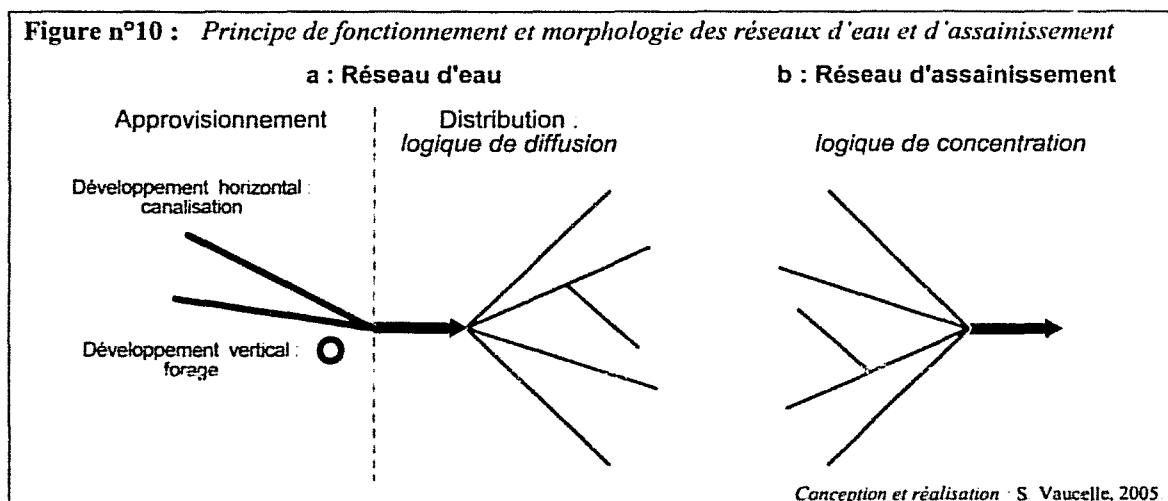 Figure n°10 : Principe de fonctionnement et morphologie des réseaux d'eau et d'assainissement
a : Réseau d'eau
b : Réseau d'assainissement
Approvisionnement
Distribution :
logique de diffusion
logique de concentration
Développement horizontal :
canalisation
Développement vertical :
forage
Conception et réalisation : S. Vaucelle, 2005